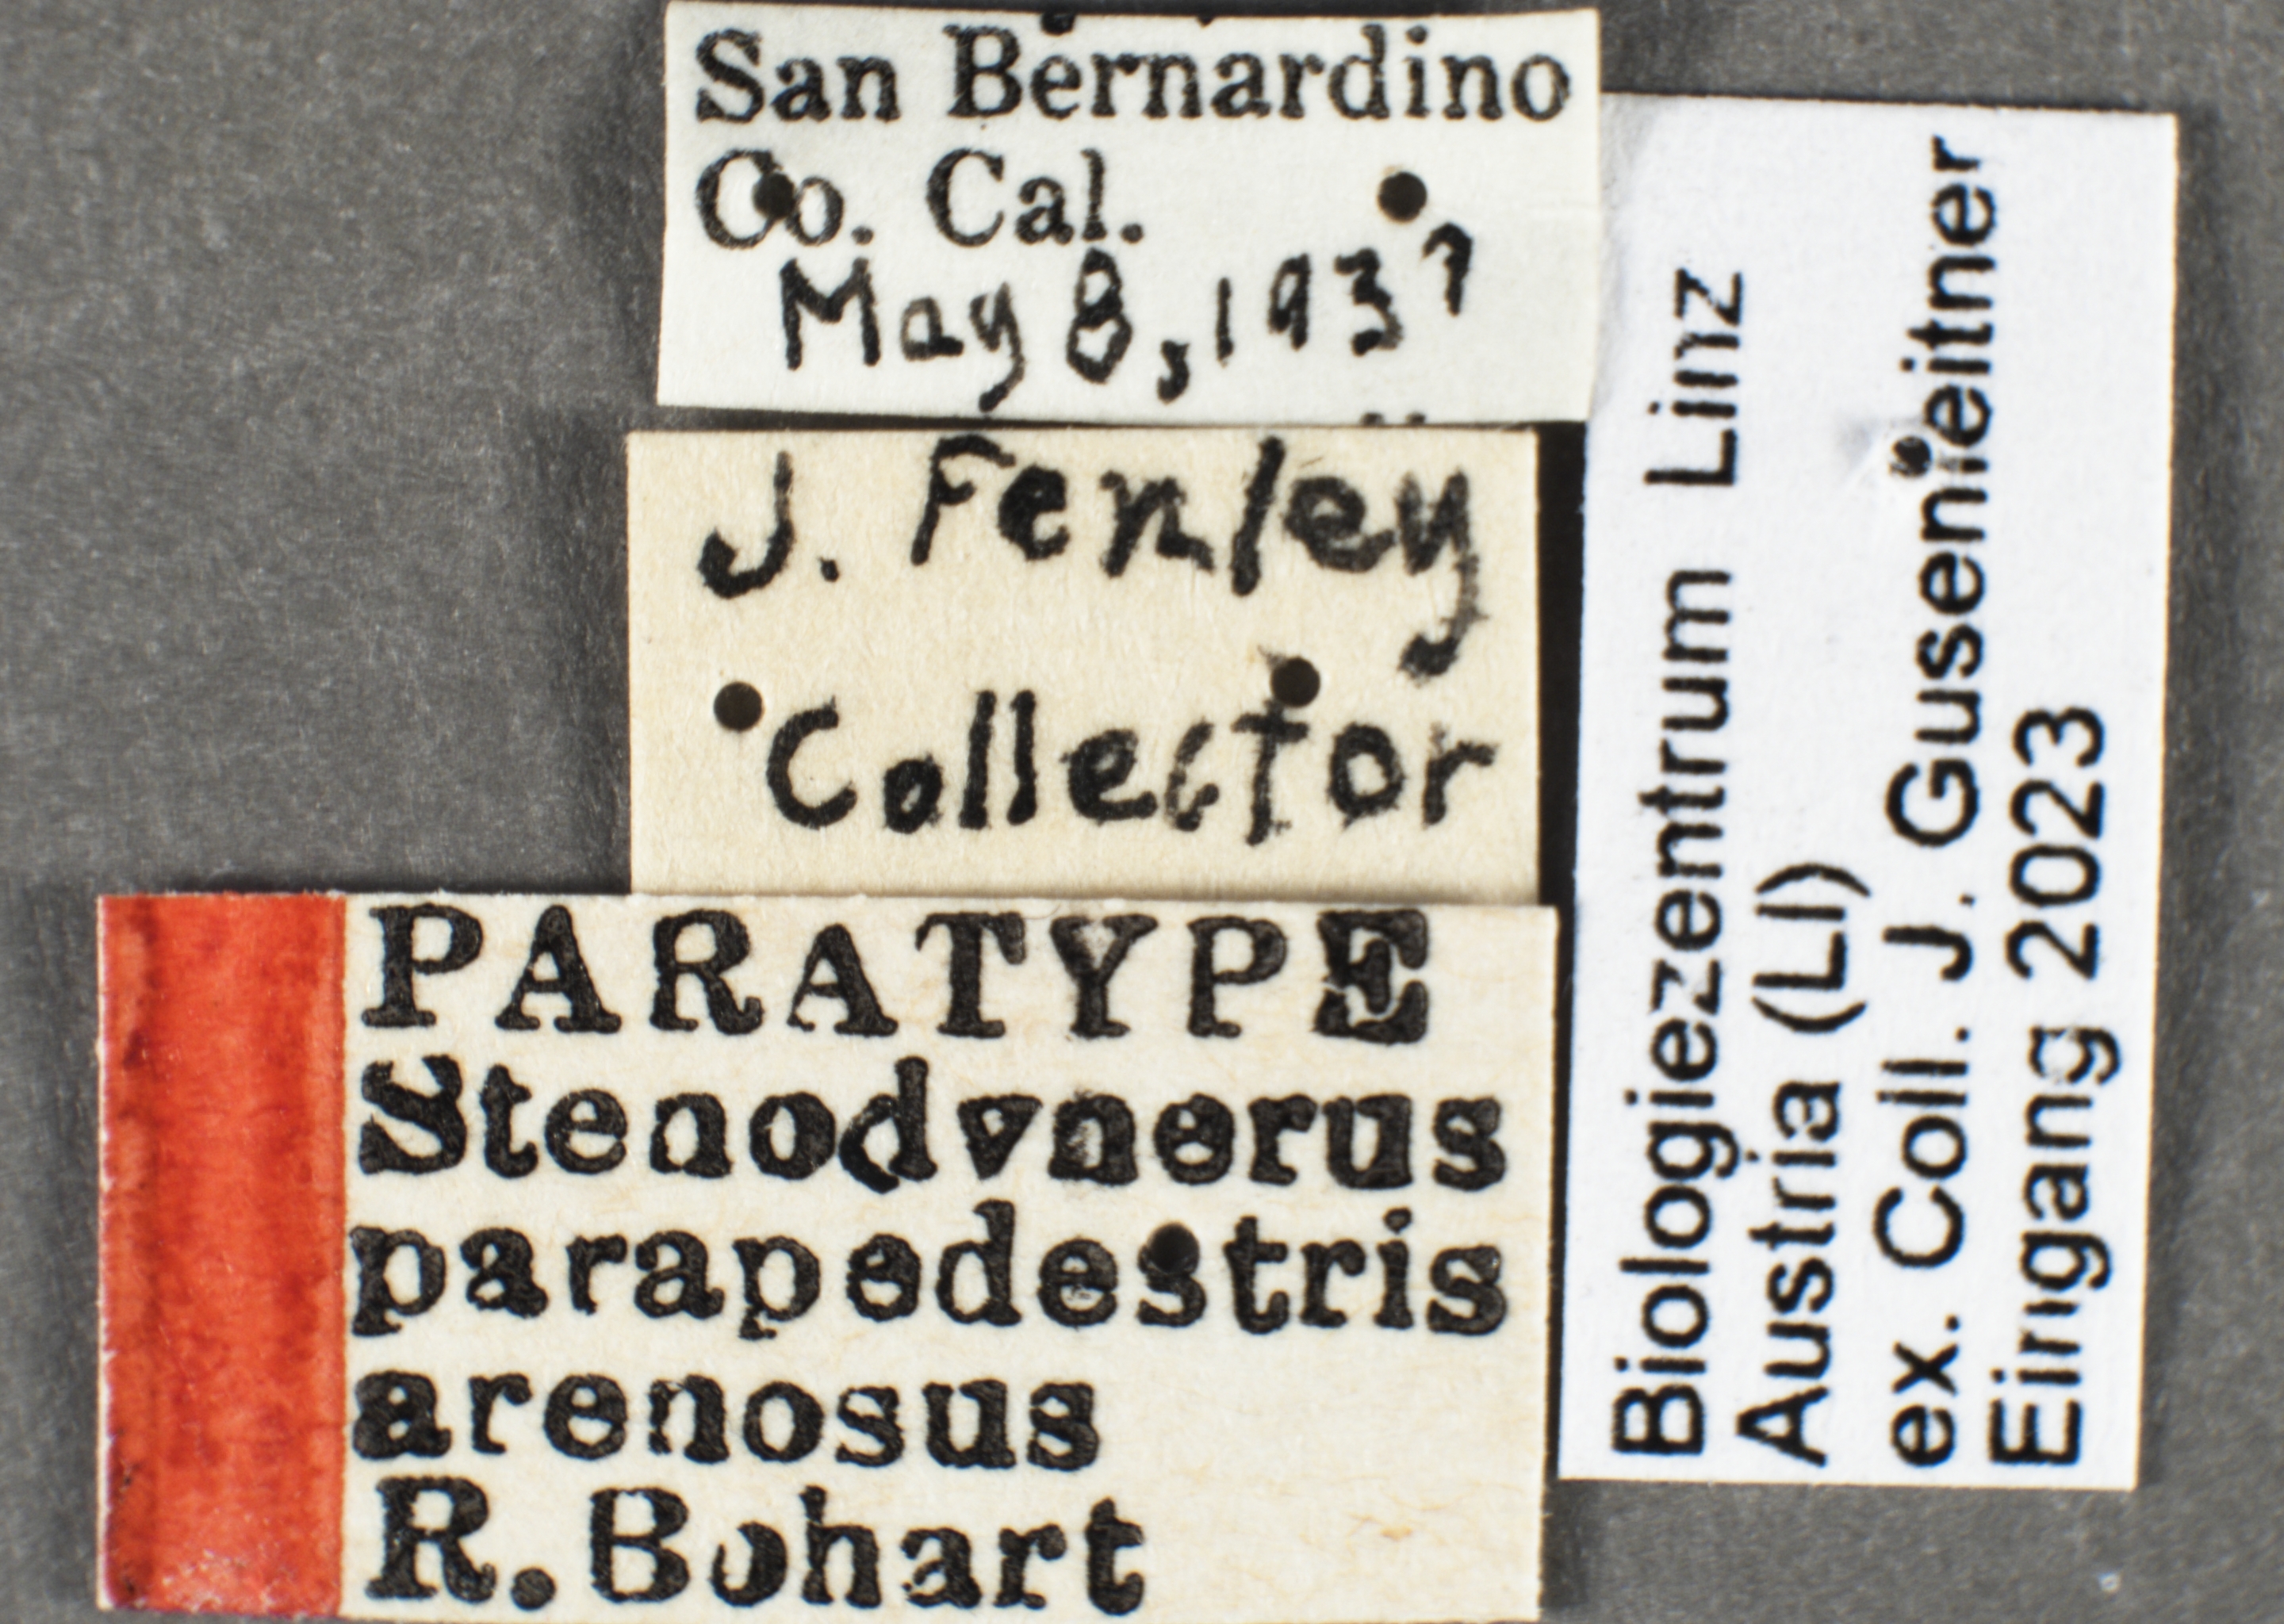 San Bernardino
Co. Cal.
May 8, 1937
J. Fenley
Collector
PARATYPE
Stenodynerus
parapedestris
arenosus
R. Bohart
Biologiezentrum Linz
Austria (LI)
ex. Coll. J. Gusenleitner
Eingang 2023